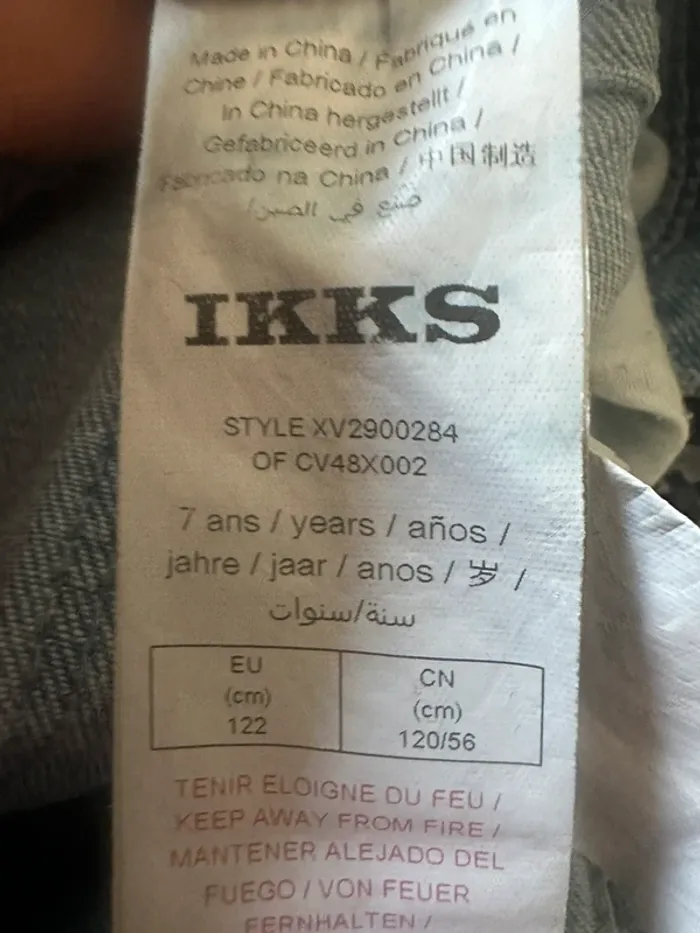 Made in China / Fabriqué en
Chine / Fabricado en China /
In China hergestellt /
Gefabriceerd in China /
Fabricado na China / 中国制造
صنع في الصين/
IKKS
STYLE XV2900284
OF CV48X002
7 ans / years / años /
jahre / jaar / anos / 岁 /
سنة/سنوات
EU
(cm)
122
CN
(cm)
120/56
TENIR ELOIGNE DU FEU /
KEEP AWAY FROM FIRE /
MANTENER ALEJADO DEL
FUEGO / VON FEUER
FERNHALTEN /